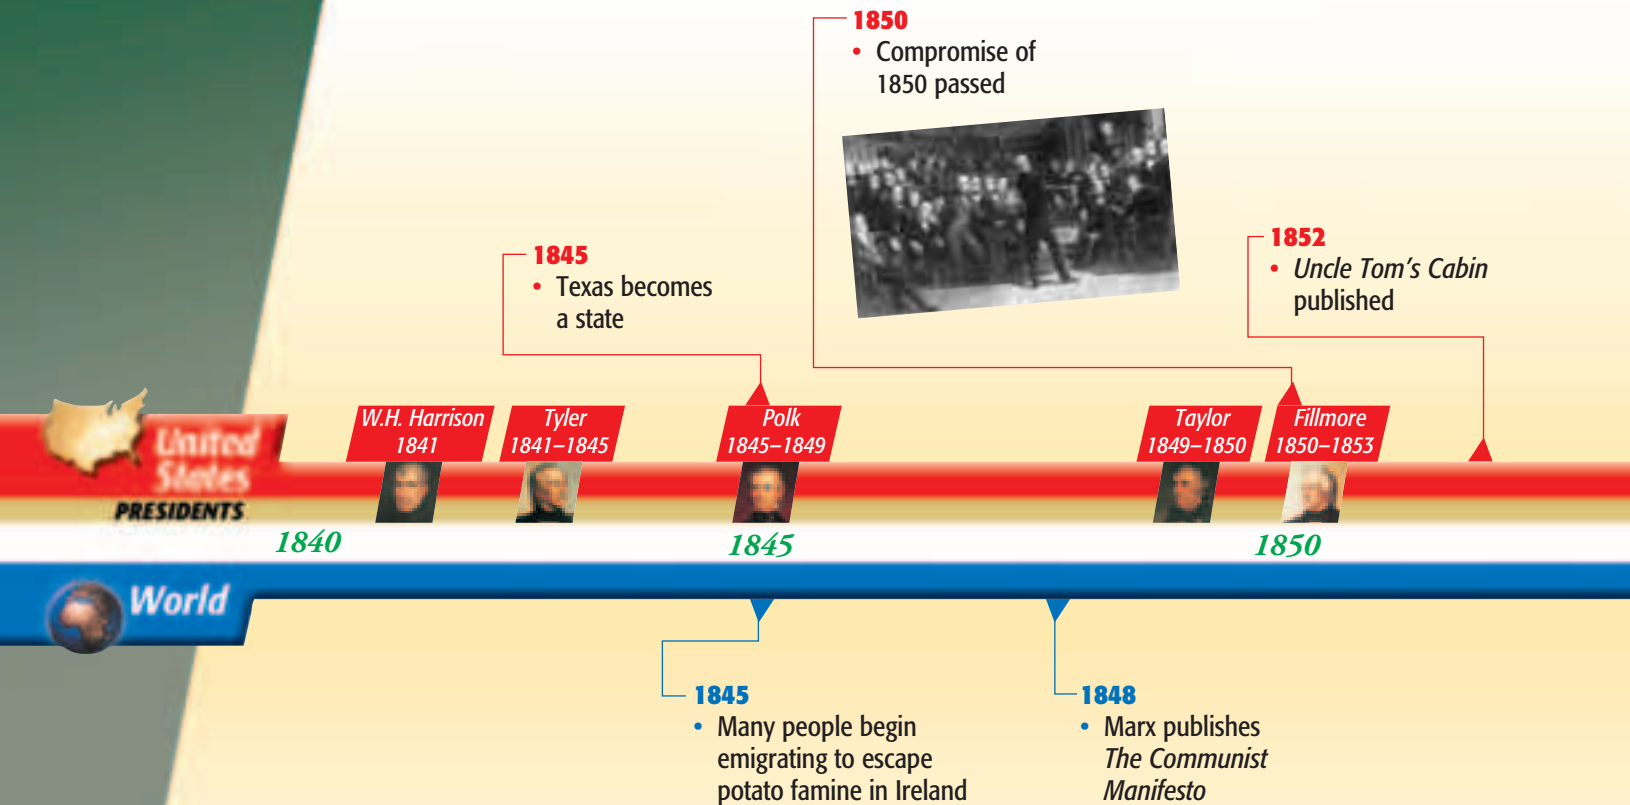 1850
• Compromise of
1850 passed
1845
• Texas becomes
a state
1852
• Uncle Tom's Cabin
published
W.H. Harrison
1841
Tyler
1841–1845
Polk
1845–1849
Taylor
1849–1850
Fillmore
1850–1853
United
States
PRESIDENTS
1840
1845
1850
World
1845
• Many people begin
emigrating to escape
potato famine in Ireland
1848
• Marx publishes
The Communist
Manifesto